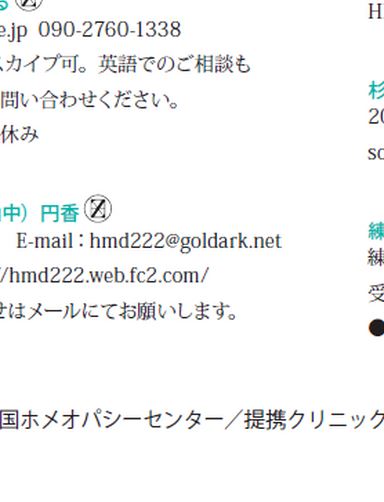 る Ⓩ
e.jp 090-2760-1338
スカイプ可。英語でのご相談も
問い合わせください。
休み
中）円香 Ⓩ
E-mail：hmd222@goldark.net
/hmd222.web.fc2.com/
せはメールにてお願いします。
国ホメオパシーセンター／提携クリニック
H
杉
20
so
練
練
受
●